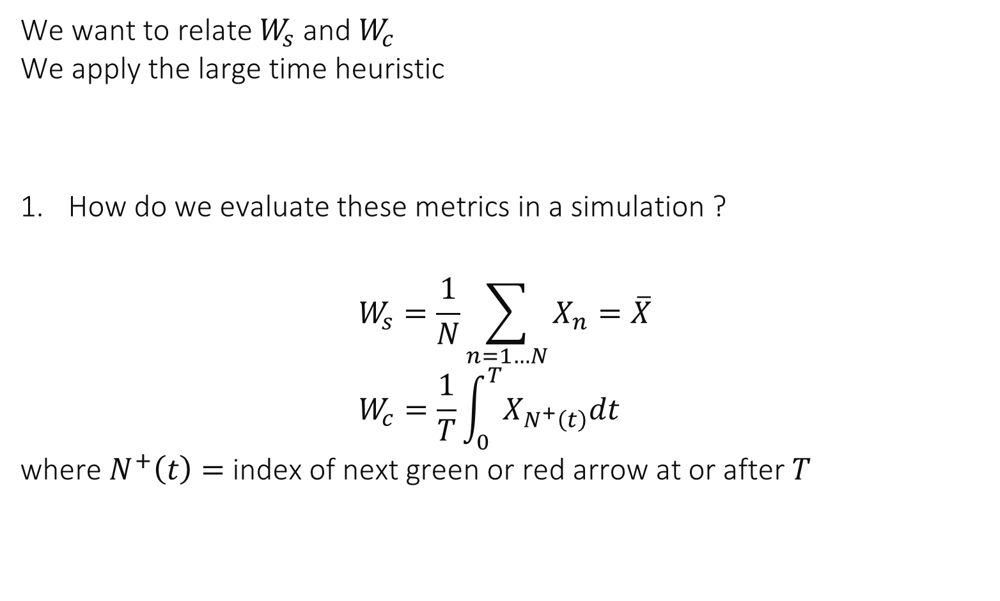 We want to relate W_s and W_c
We apply the large time heuristic
1. How do we evaluate these metrics in a simulation ?
W_s = \frac{1}{N} \sum_{n=1…N} X_n = \bar{X}
W_c = \frac{1}{T} \int_0^T X_{N^+(t)} dt
where N^+(t) = index of next green or red arrow at or after T